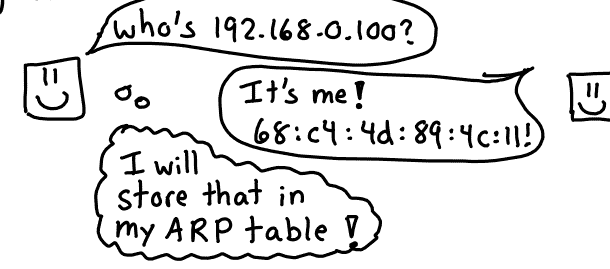 who's 192.168.0.100?
It's me!
68:c4:4d:89:4c:11!
I will
store that in
my ARP table!